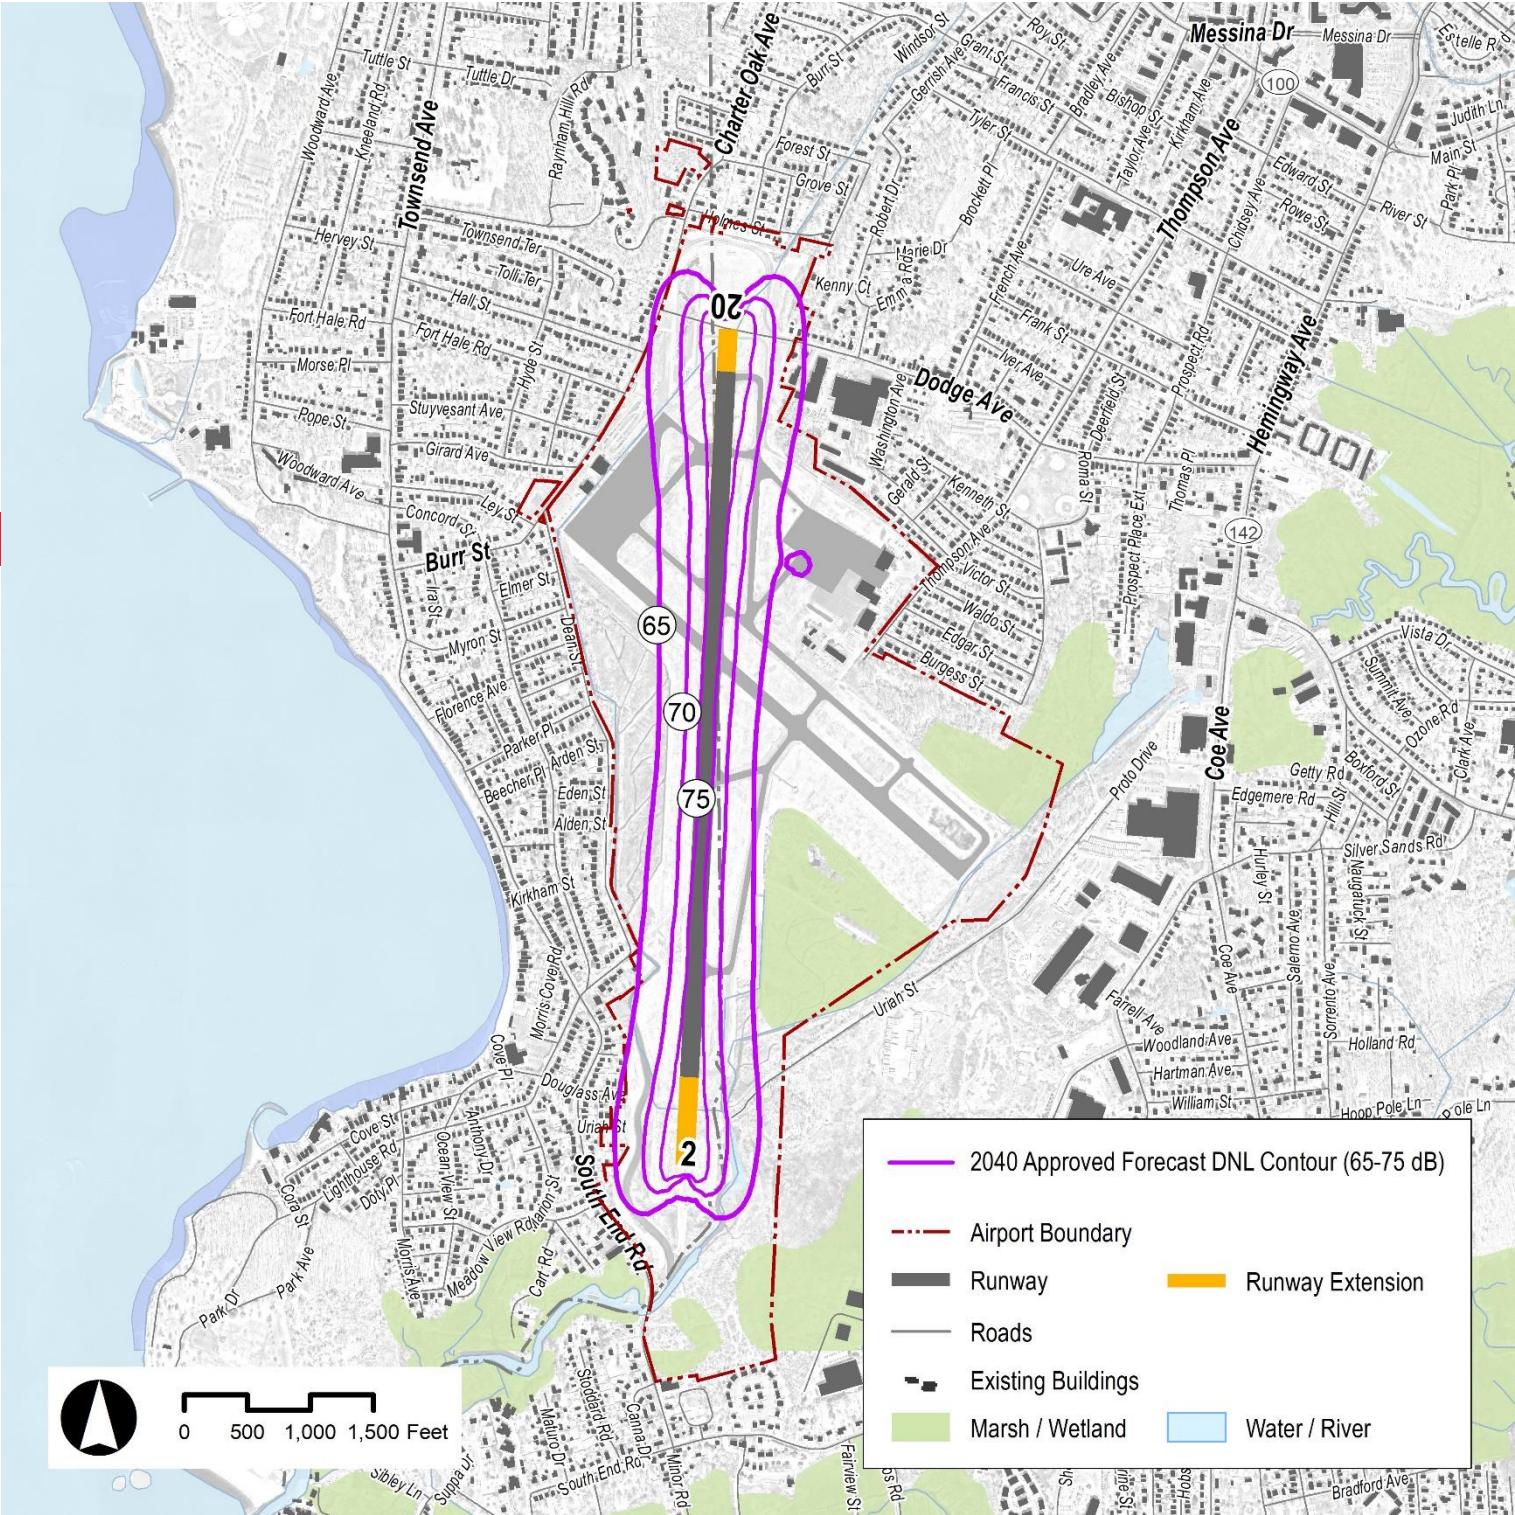 Messina Dr
Messina Dr
Estelle R
Roy St
Windsor St
Grant St
Charter Oak Ave
Burr St
Gerrish Ave
Francis St
Bradley Ave
100
Tuttle St
Tuttle Dr
Woodward Ave
Kneeland Rd
Townsend Ave
Raynham Hill Rd
Bishop St
Kirkham Ave
Judith Ln
Tyler St
Taylor Ave
Thompson Ave
Main St
Forest St
Grove St
Edward St
Park Pl
Brockett Pl
Robert Dr
Rowe St
River St
Chidsey Ave
Holmes St
Hervey St
Townsend Ter
Tolli Ter
Marie Dr
Emma Rd
Kenny Ct
French Ave
Ure Ave
Hall St
20
Fort Hale Rd
Fort Hale Rd
Frank St
Prospect Rd
Hemingway Ave
Iver Ave
Morse Pl
Hyde St
Dodge Ave
Deerfield St
Stuyvesant Ave
Pope St
Washington Ave
Girard Ave
Woodward Ave
Gerald St
Kenneth St
Roma St
Thomas Pl
Ley St
Concord St
Burr St
Prospect Place Ext
142
Thompson Ave
Victor St
Elmer St
Ira St
Waldo St
65
Dean St
Edgar St
Myron St
Burgess St
Vista Dr
Summit Ave
Florence Ave
70
Ozone Rd
Clark Ave
Parker Pl
Arden St
Beecher Pl
Coe Ave
Proto Drive
Getty Rd
Boxford St
Eden St
75
Edgemere Rd
Hill St
Alden St
Silver Sands Rd
Kirkham St
Hurley St
Naugatuck St
Salerno Ave
Morris Cove Rd
Coe Ave
Sorrento Ave
Uriah St
Farrell Ave
Woodland Ave
Holland Rd
Cove Pl
Hartman Ave
Douglass Ave
William St
Hoop Pole Ln
Pole Ln
Cove St
Anthony Dr
Uriah St
Ocean View St
Lighthouse Rd
2
Doty Pl
Cora St
South End Rd
Marion St
Meadow View Rd
Park Ave
Morris Ave
Cart Rd
Park Dr
2040 Approved Forecast DNL Contour (65-75 dB)
Airport Boundary
Runway
Runway Extension
Roads
Existing Buildings
Marsh / Wetland
Water / River
0 500 1,000 1,500 Feet
Stoddard Rd
Maturo Dr
Canna Dr
South End Rd
Minor Rd
Suppa Dr
Sibley Ln
Fairview St
Bradford Ave